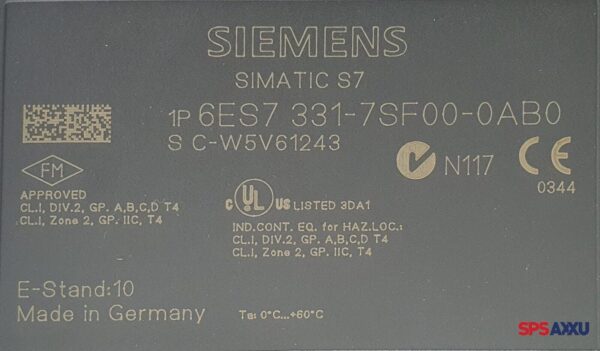 SIEMENS
SIMATIC S7
1P 6ES7 331-7SF00-0AB0
S C-W5V61243
N117
CE
0344
FM
APPROVED
CL.I, DIV.2, GP. A,B,C,D T4
CL.I, Zone 2, GP. IIC, T4
c UL US LISTED 3DA1
IND.CONT. EQ. for HAZ.LOC.:
CL.I, DIV.2, GP. A,B,C,D T4
CL.I, Zone 2, GP. IIC, T4
E-Stand:10
Made in Germany
Ta: 0°C...+60°C
SPSAXXU